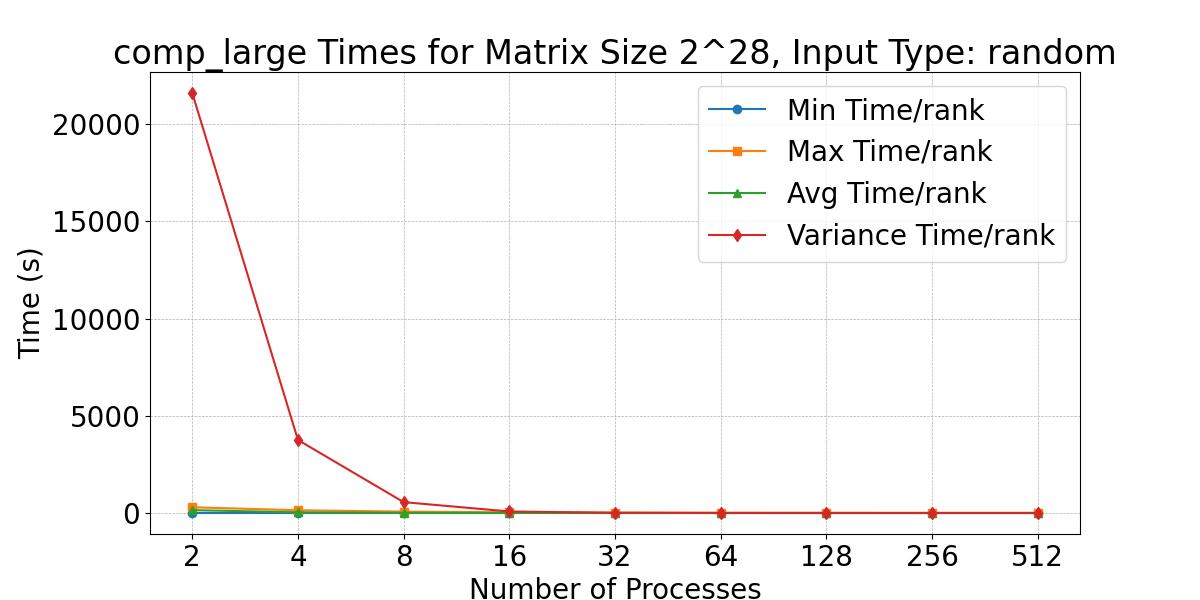 comp_large Times for Matrix Size 2^28, Input Type: random
Min Time/rank
Max Time/rank
Avg Time/rank
Variance Time/rank
Time (s)
20000
15000
10000
5000
0
2 4 8 16 32 64 128 256 512
Number of Processes